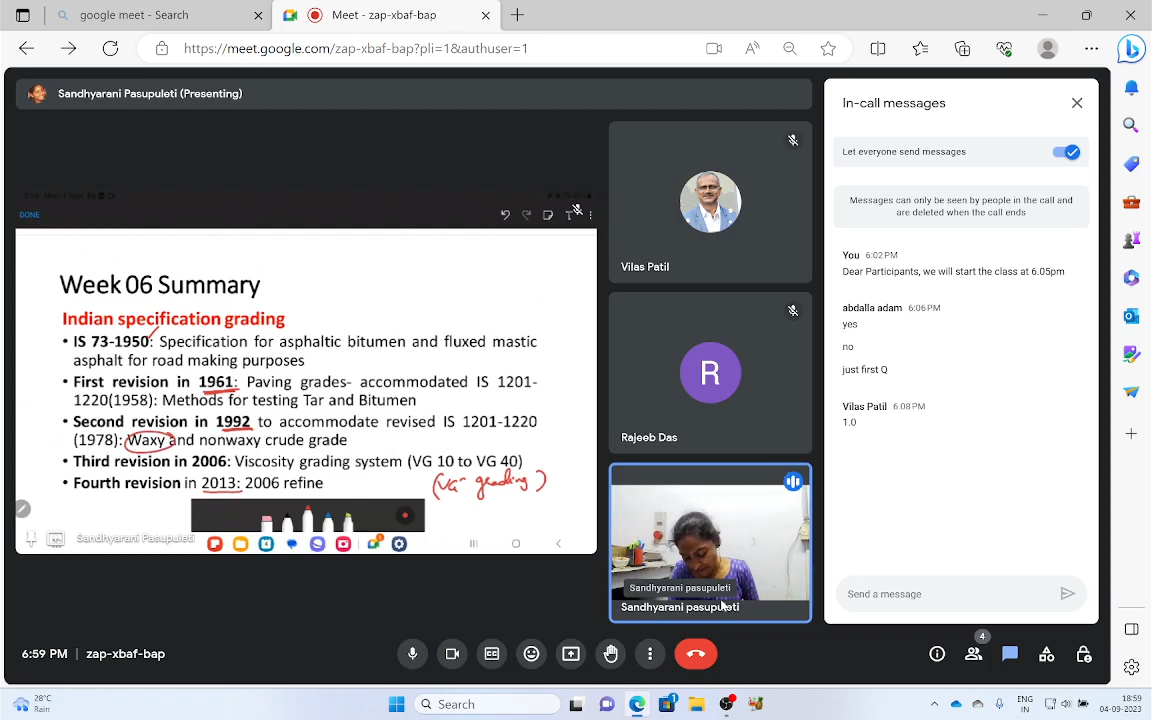 google meet - Search
Meet - zap-xbaf-bap
https://meet.google.com/zap-xbaf-bap?pli=1&authuser=1
Sandhyarani Pasupuleti (Presenting)
DONE
Week 06 Summary
Indian specification grading
• IS 73-1950: Specification for asphaltic bitumen and fluxed mastic
asphalt for road making purposes
• First revision in 1961: Paving grades- accommodated IS 1201-
1220(1958): Methods for testing Tar and Bitumen
• Second revision in 1992 to accommodate revised IS 1201-1220
(1978): Waxy and nonwaxy crude grade
• Third revision in 2006: Viscosity grading system (VG 10 to VG 40)
• Fourth revision in 2013: 2006 refine
(VG- grading)
Sandhyarani Pasupuleti
Vilas Patil
R
Rajeeb Das
Sandhyarani pasupuleti
Sandhyarani pasupuleti
In-call messages
Let everyone send messages
Messages can only be seen by people in the call and
are deleted when the call ends
You 6:02 PM
Dear Participants, we will start the class at 6.05pm
abdalla adam 6:06 PM
yes
no
just first Q
Vilas Patil 6:08 PM
1.0
Send a message
6:59 PM | zap-xbaf-bap
4
28°C
Rain
Search
1
ENG
IN
18:59
04-09-2023